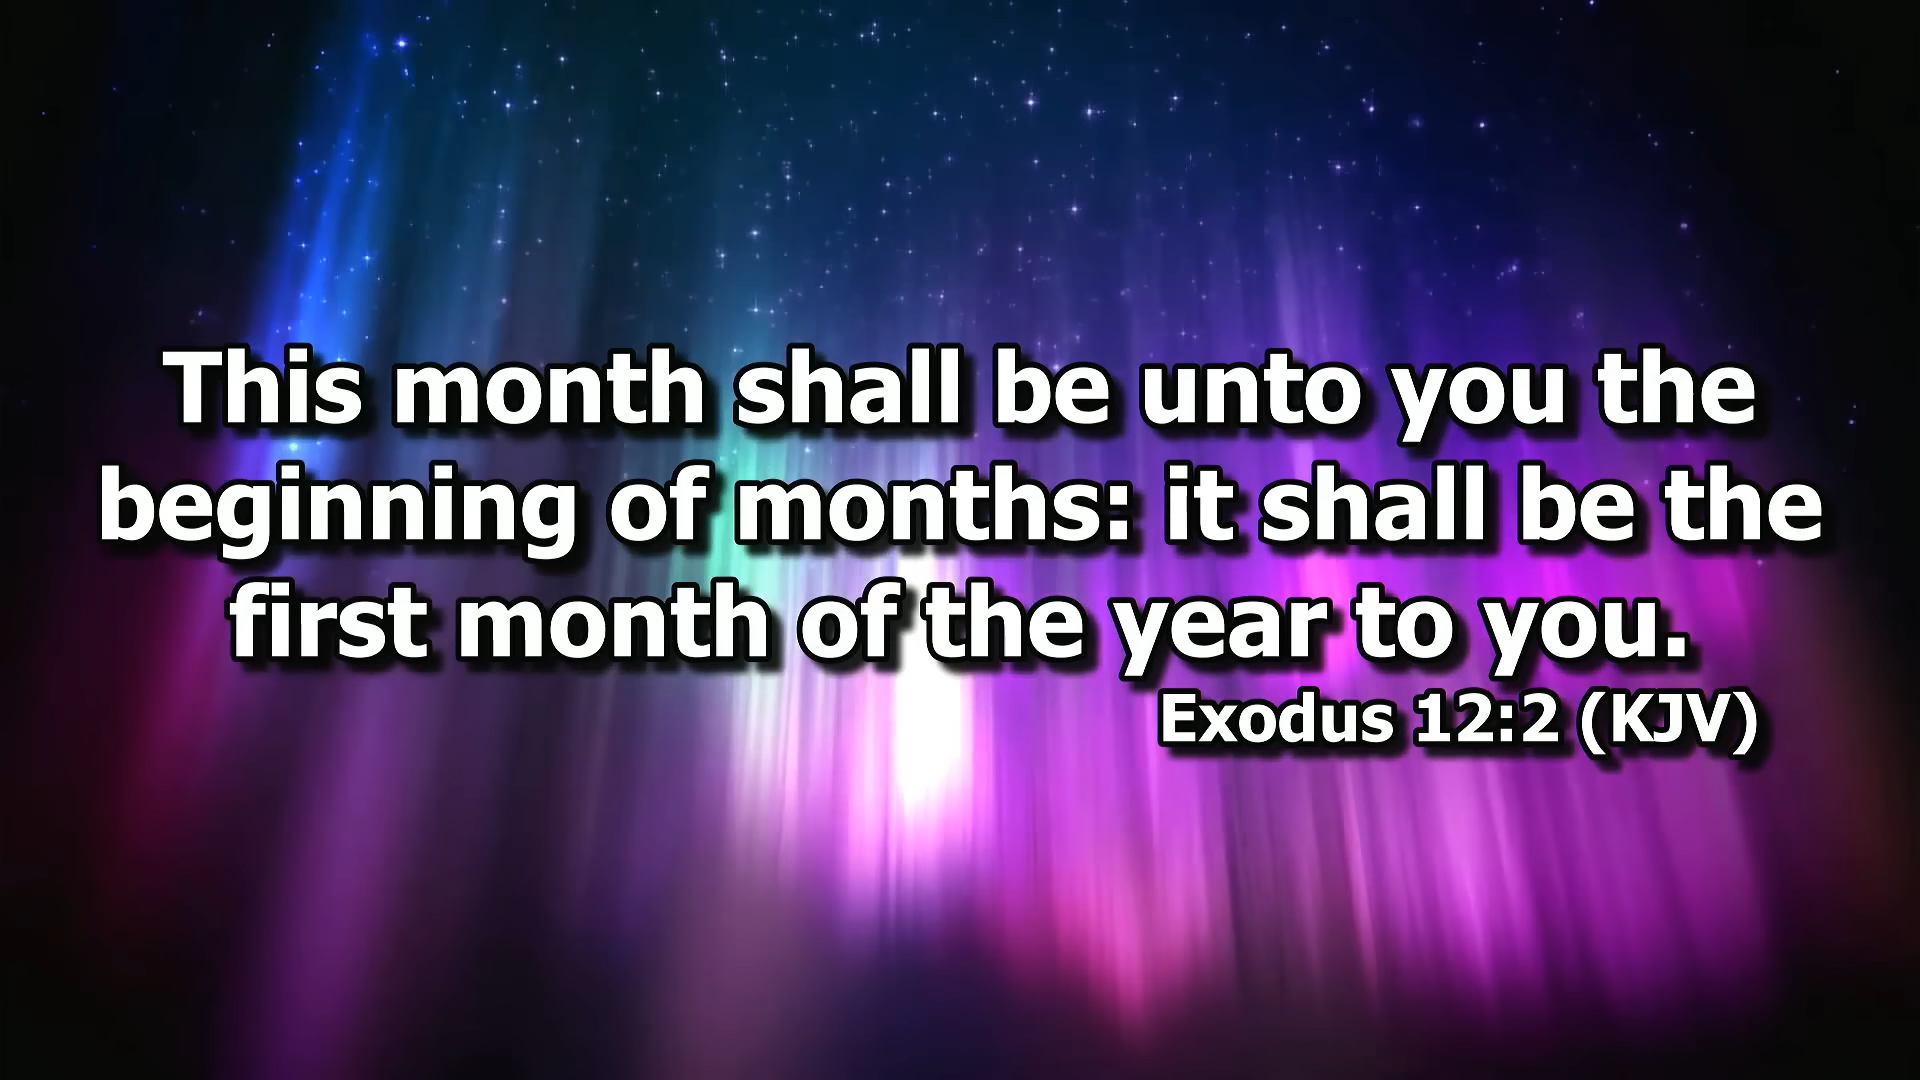 This month shall be unto you the
beginning of months: it shall be the
first month of the year to you.
Exodus 12:2 (KJV)